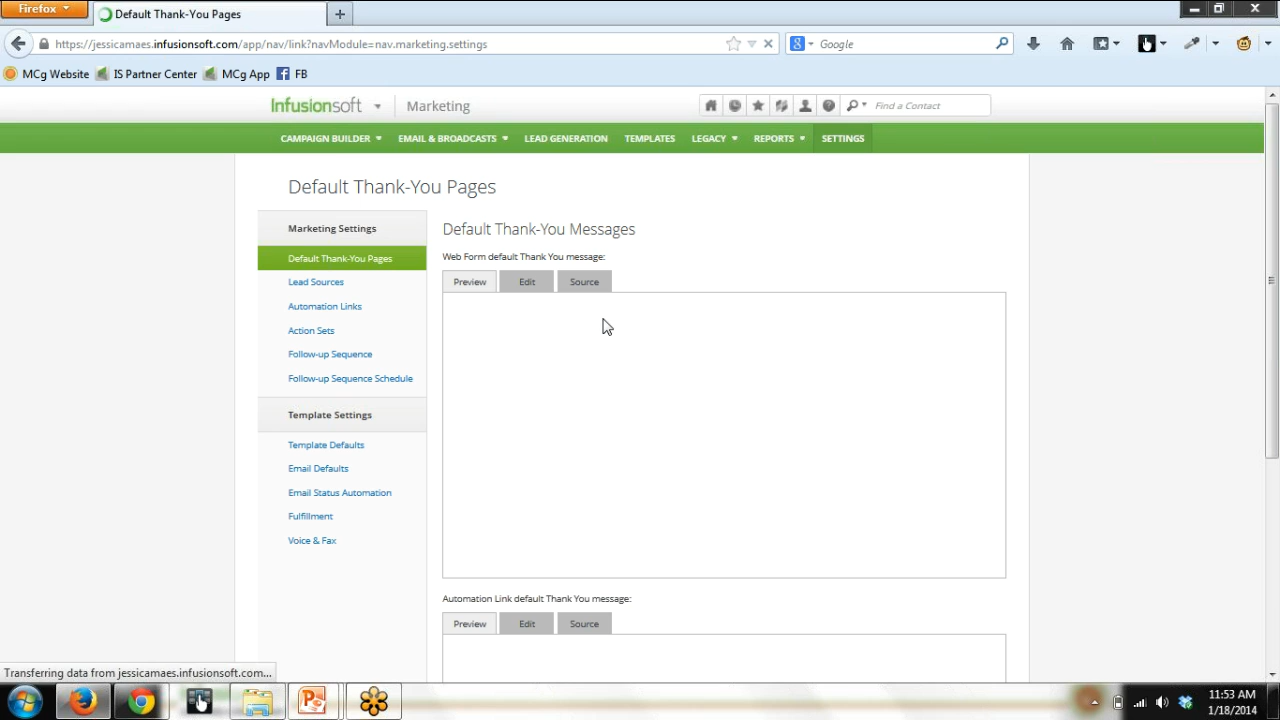 Firefox
Default Thank-You Pages
https://jessicamaes.infusionsoft.com/app/nav/link?navModule=nav.marketing.settings
Google
MCg Website
IS Partner Center
MCg App
FB
Infusionsoft
Marketing
Find a Contact
CAMPAIGN BUILDER
EMAIL & BROADCASTS
LEAD GENERATION
TEMPLATES
LEGACY
REPORTS
SETTINGS
Default Thank-You Pages
Marketing Settings
Default Thank-You Pages
Lead Sources
Automation Links
Action Sets
Follow-up Sequence
Follow-up Sequence Schedule
Template Settings
Template Defaults
Email Defaults
Email Status Automation
Fulfillment
Voice & Fax
Default Thank-You Messages
Web Form default Thank You message:
Preview
Edit
Source
Automation Link default Thank You message:
Preview
Edit
Source
Transferring data from jessicamaes.infusionsoft.com...
11:53 AM
1/18/2014